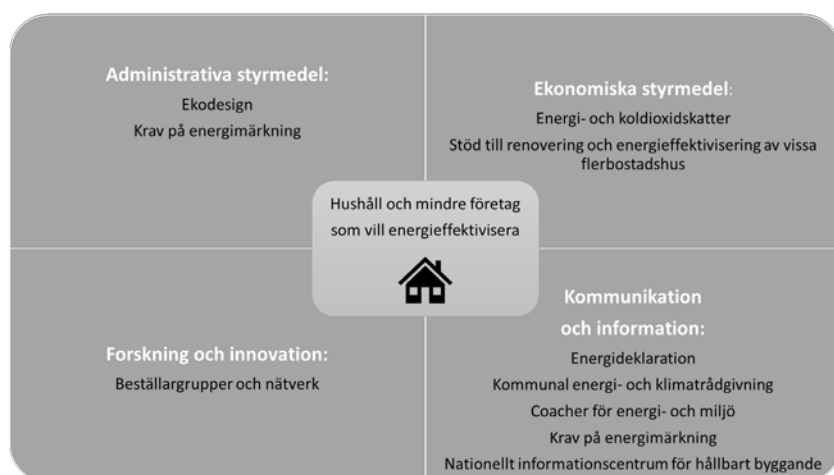 Administrativa styrmedel:
Ekodesign
Krav på energimärkning
Ekonomiska styrmedel:
Energi- och koldioxidskatter
Stöd till renovering och energieffektivisering av vissa
flerbostadshus
Hushåll och mindre företag
som vill energieffektivisera
Forskning och innovation:
Beställargrupper och nätverk
Kommunikation
och information:
Energideklaration
Kommunal energi- och klimatrådgivning
Coacher för energi- och miljö
Krav på energimärkning
Nationellt informationscentrum för hållbart byggande